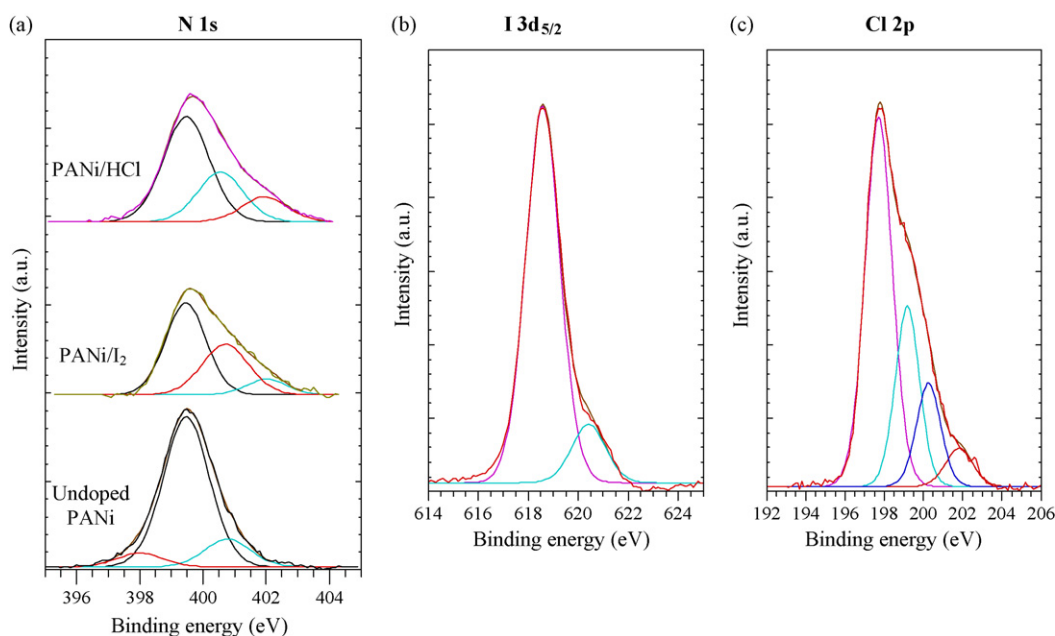 (a)
N 1s
PANi/HCl
PANi/I₂
Undoped
PANi
Intensity (a.u.)
396 398 400 402 404
Binding energy (eV)
(b)
I 3d₅/₂
Intensity (a.u.)
614 616 618 620 622 624
Binding energy (eV)
(c)
Cl 2p
Intensity (a.u.)
192 194 196 198 200 202 204 206
Binding energy (eV)